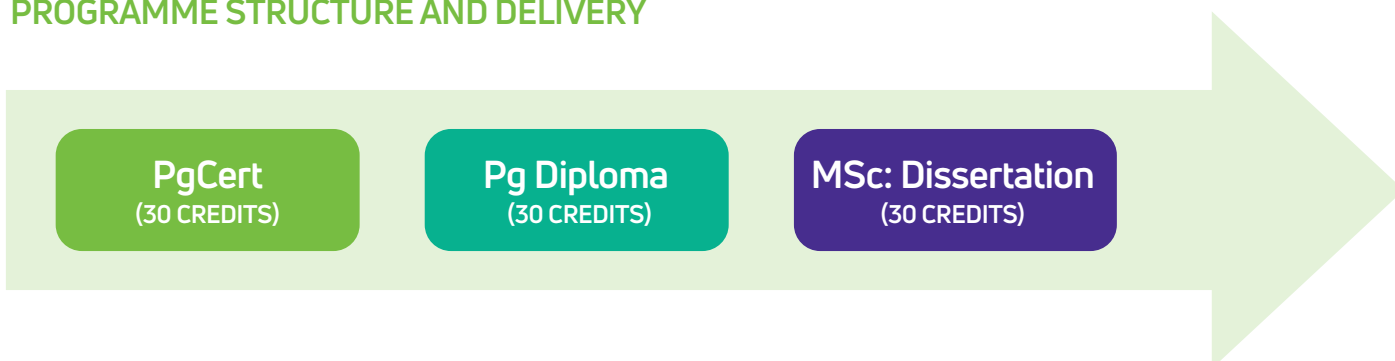 PROGRAMME STRUCTURE AND DELIVERY
PgCert
(30 CREDITS)
Pg Diploma
(30 CREDITS)
MSc: Dissertation
(30 CREDITS)